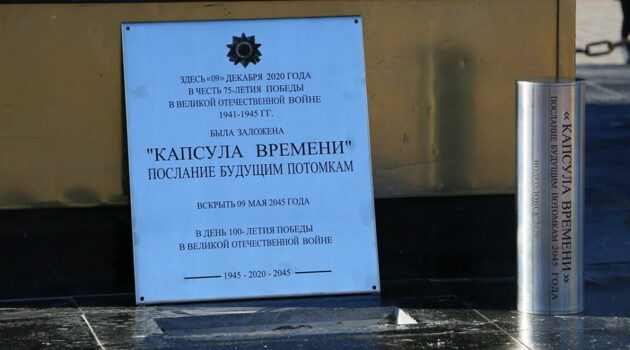 ЗДЕСЬ «09» ДЕКАБРЯ 2020 ГОДА
В ЧЕСТЬ 75-ЛЕТИЯ ПОБЕДЫ
В ВЕЛИКОЙ ОТЕЧЕСТВЕННОЙ ВОЙНЕ
1941-1945 ГГ.
БЫЛА ЗАЛОЖЕНА
"КАПСУЛА ВРЕМЕНИ"
ПОСЛАНИЕ БУДУЩИМ ПОТОМКАМ
ВСКРЫТЬ 09 МАЯ 2045 ГОДА
В ДЕНЬ 100- ЛЕТИЯ ПОБЕДЫ
В ВЕЛИКОЙ ОТЕЧЕСТВЕННОЙ ВОЙНЕ
1945 - 2020 - 2045
«КАПСУЛА ВРЕМЕНИ»
ПОСЛАНИЕ БУДУЩИМ ПОТОМКАМ 2045 ГОДА
2020